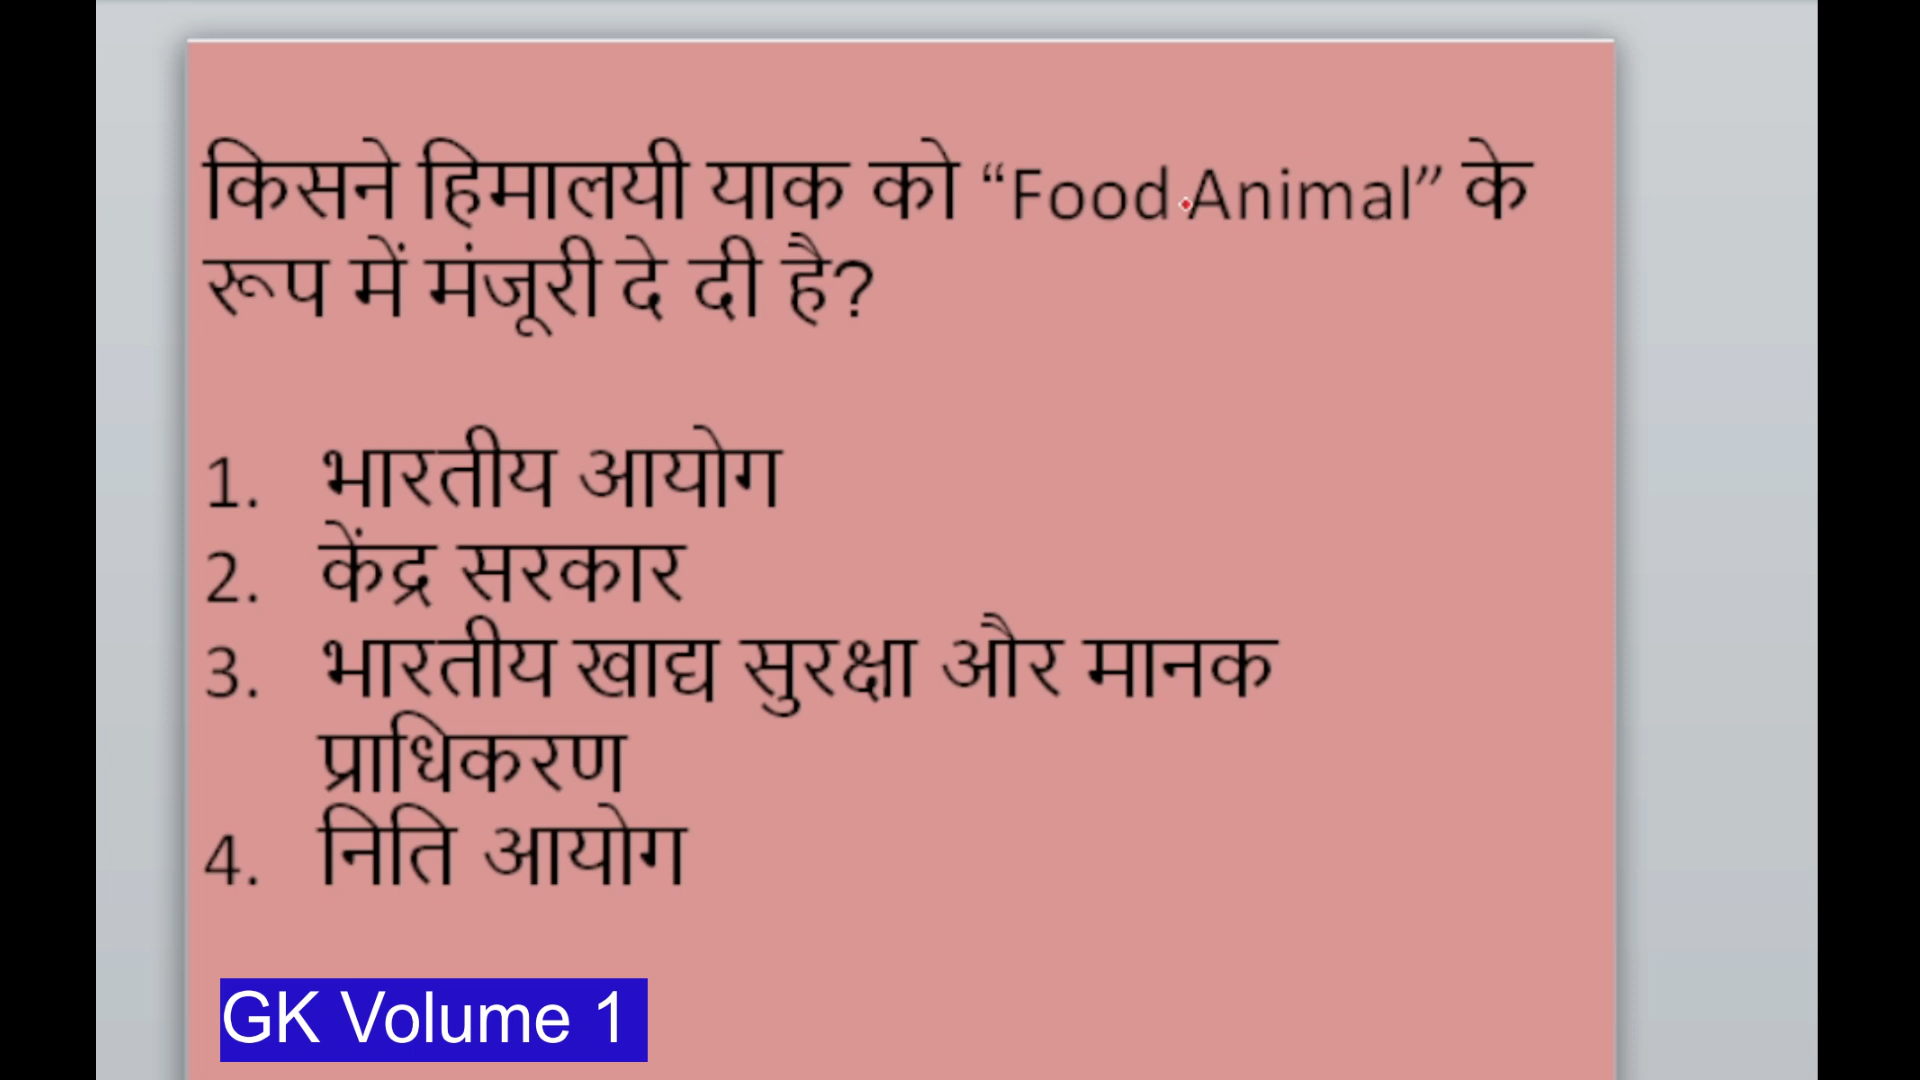 किसने हिमालयी याक को “Food Animal” के
रूप में मंजूरी दे दी है?
1. भारतीय आयोग
2. केंद्र सरकार
3. भारतीय खाद्य सुरक्षा और मानक
प्राधिकरण
4. निति आयोग
GK Volume 1